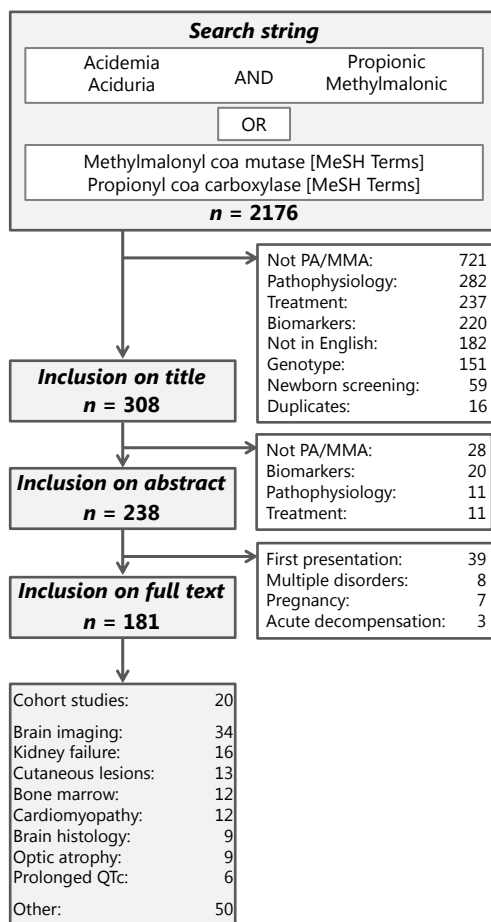 Search string
Acidemia AND Propionic
Aciduria Methylmalonic
OR
Methylmalonyl coa mutase [MeSH Terms]
Propionyl coa carboxylase [MeSH Terms]
n = 2176
Not PA/MMA: 721
Pathophysiology: 282
Treatment: 237
Biomarkers: 220
Not in English: 182
Genotype: 151
Newborn screening: 59
Duplicates: 16
Inclusion on title
n = 308
Not PA/MMA: 28
Biomarkers: 20
Pathophysiology: 11
Treatment: 11
Inclusion on abstract
n = 238
First presentation: 39
Multiple disorders: 8
Pregnancy: 7
Acute decompensation: 3
Inclusion on full text
n = 181
Cohort studies: 20
Brain imaging: 34
Kidney failure: 16
Cutaneous lesions: 13
Bone marrow: 12
Cardiomyopathy: 12
Brain histology: 9
Optic atrophy: 9
Prolonged QTc: 6
Other: 50